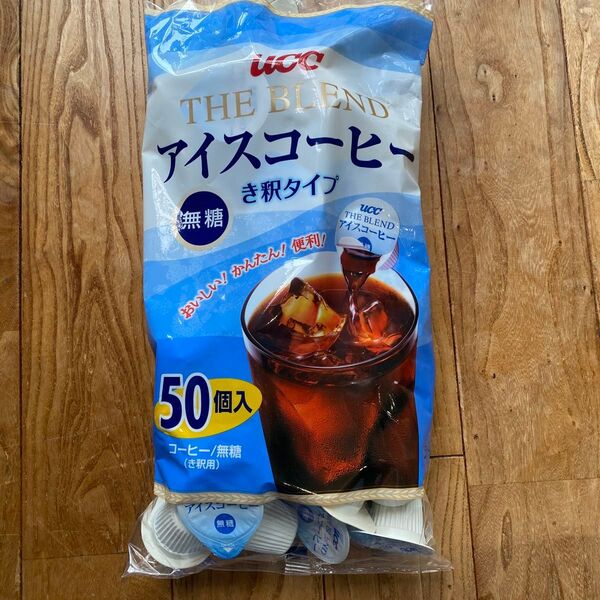 UCC
THE BLEND
アイスコーヒー
き釈タイプ
無糖
UCC
THE BLEND
アイスコーヒー
おいしい! かんたん! 便利!
50個入
コーヒー/無糖
(き釈用)
アイスコーヒー
無糖